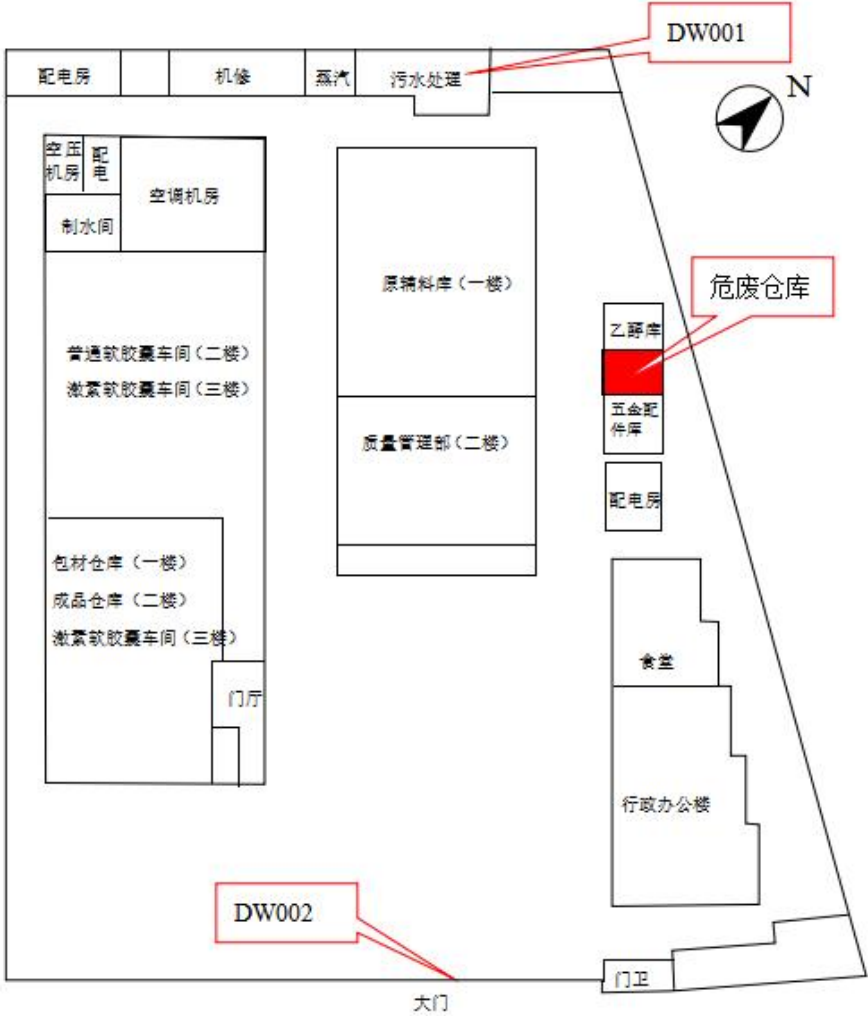 DW001
配电房
机修
蒸汽
污水处理
N
空压
机房
配
电
空调机房
制水间
原辅料库（一楼）
危废仓库
乙醇库
普通软胶囊车间（二楼）
激素软胶囊车间（三楼）
五金配
件库
质量管理部（二楼）
配电房
包材仓库（一楼）
成品仓库（二楼）
激素软胶囊车间（三楼）
食堂
门厅
行政办公楼
DW002
门卫
大门